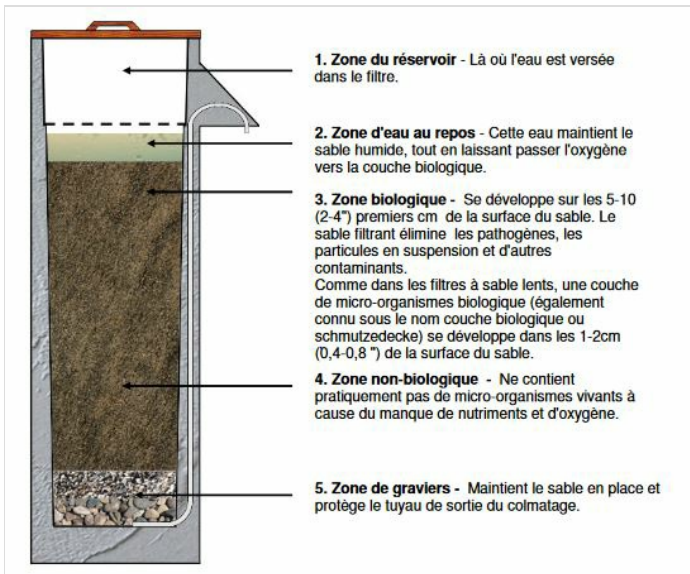 1. Zone du réservoir - Là où l'eau est versée
dans le filtre.
2. Zone d'eau au repos - Cette eau maintient le
sable humide, tout en laissant passer l'oxygène
vers la couche biologique.
3. Zone biologique - Se développe sur les 5-10
(2-4") premiers cm de la surface du sable. Le
sable filtrant élimine les pathogènes, les
particules en suspension et d'autres
contaminants.
Comme dans les filtres à sable lents, une couche
de micro-organismes biologique (également
connu sous le nom couche biologique ou
schmutzedecke) se développe dans les 1-2cm
(0,4-0,8 ") de la surface du sable.
4. Zone non-biologique - Ne contient
pratiquement pas de micro-organismes vivants à
cause du manque de nutriments et d'oxygène.
5. Zone de graviers - Maintient le sable en place et
protège le tuyau de sortie du colmatage.